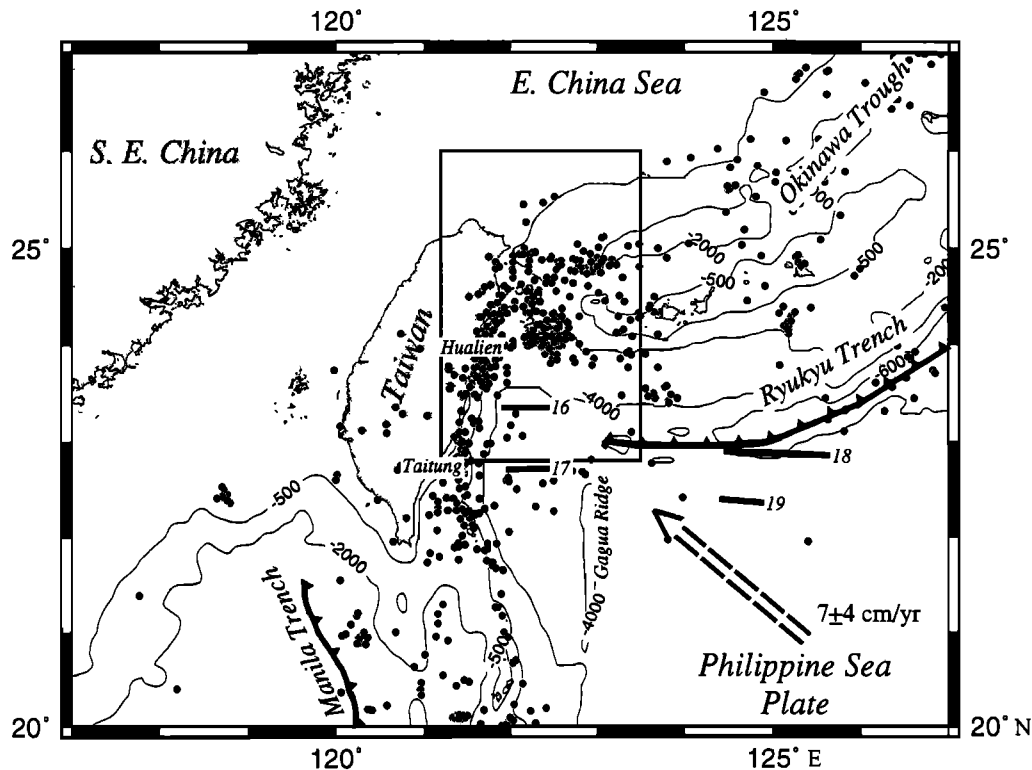 120°
125°
E. China Sea
S. E. China
Okinawa Trough
25°
25°
-2000
-500
-500
-200
Taiwan
Hualien
Ryukyu Trench
-6000
-4000
16
Taitung
17
18
19
-500
-2000
Gagua Ridge
-4000
7±4 cm/yr
Manila Trench
-500
Philippine Sea
Plate
20°
20° N
120°
125° E